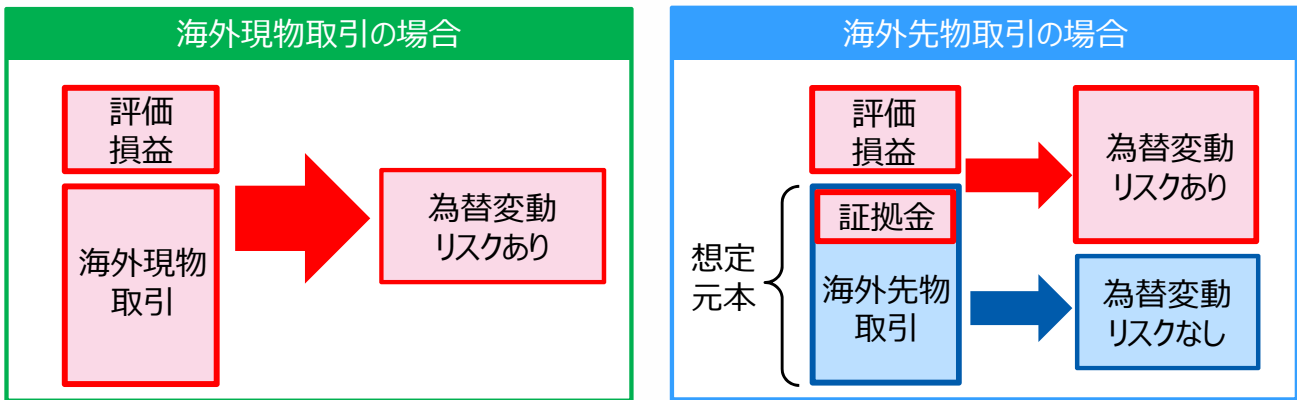 海外現物取引の場合
評価
損益
海外現物
取引
為替変動
リスクあり
海外先物取引の場合
評価
損益
為替変動
リスクあり
想定
元本
証拠金
海外先物
取引
為替変動
リスクなし